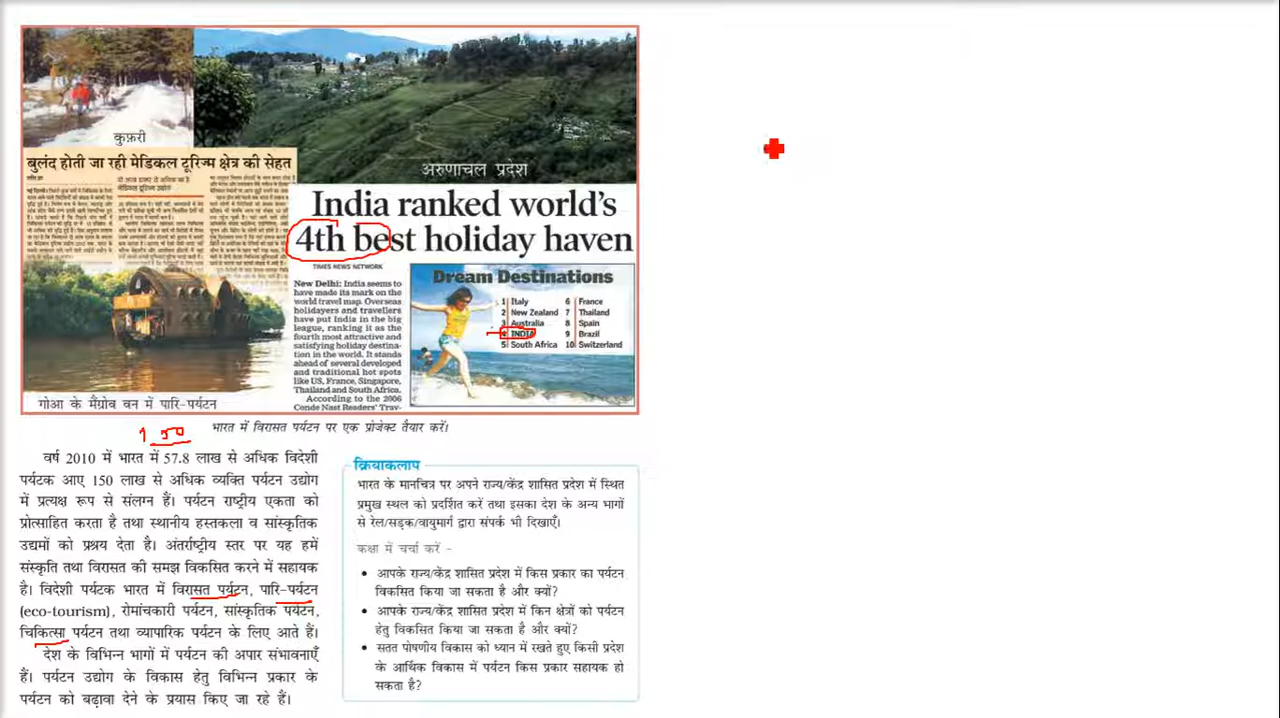 कुफ़री
अरुणाचल प्रदेश
बुलंद होती जा रही मेडिकल टूरिज्म क्षेत्र की सेहत
India ranked world's
4th best holiday haven
TIMES NEWS NETWORK
New Delhi: India seems to
have made its mark on the
world travel map. Overseas
holidayers and travellers
have put India in the big
league, ranking it as the
fourth most attractive and
satisfying holiday destina-
tion in the world. It stands
ahead of several developed
and traditional hot spots
like US, France, Singapore,
Thailand and South Africa.
According to the 2006
Conde Nast Readers' Trav-
Dream Destinations
1 Italy
2 New Zealand
3 Australia
4 INDIA
5 South Africa
6 France
7 Thailand
8 Spain
9 Brazil
10 Switzerland
गोआ के मैंग्रोव वन में पारि-पर्यटन
भारत में विरासत पर्यटन पर एक प्रोजेक्ट तैयार करें।
150
वर्ष 2010 में भारत में 57.8 लाख से अधिक विदेशी
पर्यटक आए 150 लाख से अधिक व्यक्ति पर्यटन उद्योग
में प्रत्यक्ष रूप से संलग्न हैं। पर्यटन राष्ट्रीय एकता को
प्रोत्साहित करता है तथा स्थानीय हस्तकला व सांस्कृतिक
उद्यमों को प्रश्रय देता है। अंतर्राष्ट्रीय स्तर पर यह हमें
संस्कृति तथा विरासत की समझ विकसित करने में सहायक
है। विदेशी पर्यटक भारत में विरासत पर्यटन, पारि-पर्यटन
(eco-tourism), रोमांचकारी पर्यटन, सांस्कृतिक पर्यटन,
चिकित्सा पर्यटन तथा व्यापारिक पर्यटन के लिए आते हैं।
देश के विभिन्न भागों में पर्यटन की अपार संभावनाएँ
हैं। पर्यटन उद्योग के विकास हेतु विभिन्न प्रकार के
पर्यटन को बढ़ावा देने के प्रयास किए जा रहे हैं।
क्रियाकलाप
भारत के मानचित्र पर अपने राज्य/केंद्र शासित प्रदेश में स्थित
प्रमुख स्थल को प्रदर्शित करें तथा इसका देश के अन्य भागों
से रेल/सड़क/वायुमार्ग द्वारा संपर्क भी दिखाएँ।
कक्षा में चर्चा करें -
• आपके राज्य/केंद्र शासित प्रदेश में किस प्रकार का पर्यटन
विकसित किया जा सकता है और क्यों?
• आपके राज्य/केंद्र शासित प्रदेश में किन क्षेत्रों को पर्यटन
हेतु विकसित किया जा सकता है और क्यों?
• सतत पोषणीय विकास को ध्यान में रखते हुए किसी प्रदेश
के आर्थिक विकास में पर्यटन किस प्रकार सहायक हो
सकता है?